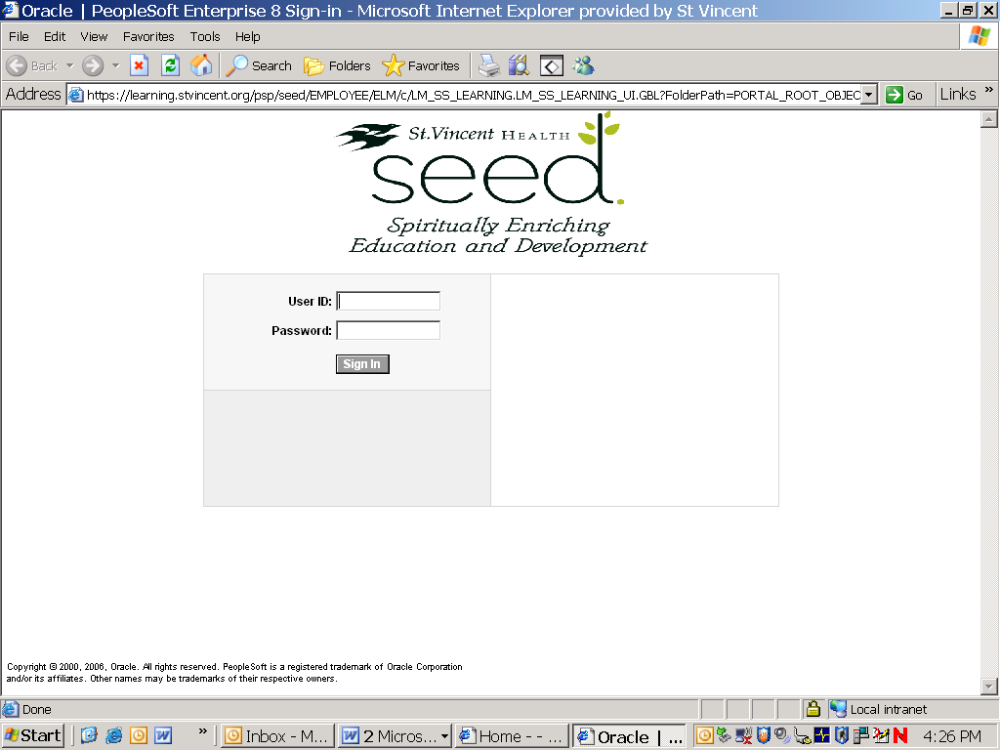 Oracle | PeopleSoft Enterprise 8 Sign-in - Microsoft Internet Explorer provided by St Vincent
File Edit View Favorites Tools Help
Back Search Folders Favorites
Address https://learning.stvincent.org/psp/seed/EMPLOYEE/ELM/c/LM_SS_LEARNING.LM_SS_LEARNING_UI.GBL?FolderPath=PORTAL_ROOT_OBJEC Go Links »
St.Vincent HEALTH
seed.
Spiritually Enriching
Education and Development
User ID:
Password:
Sign In
Copyright © 2000, 2006, Oracle. All rights reserved. PeopleSoft is a registered trademark of Oracle Corporation
and/or its affiliates. Other names may be trademarks of their respective owners.
Done Local intranet
Start » Inbox - M... 2 Micros... Home - - ... Oracle | ... 4:26 PM